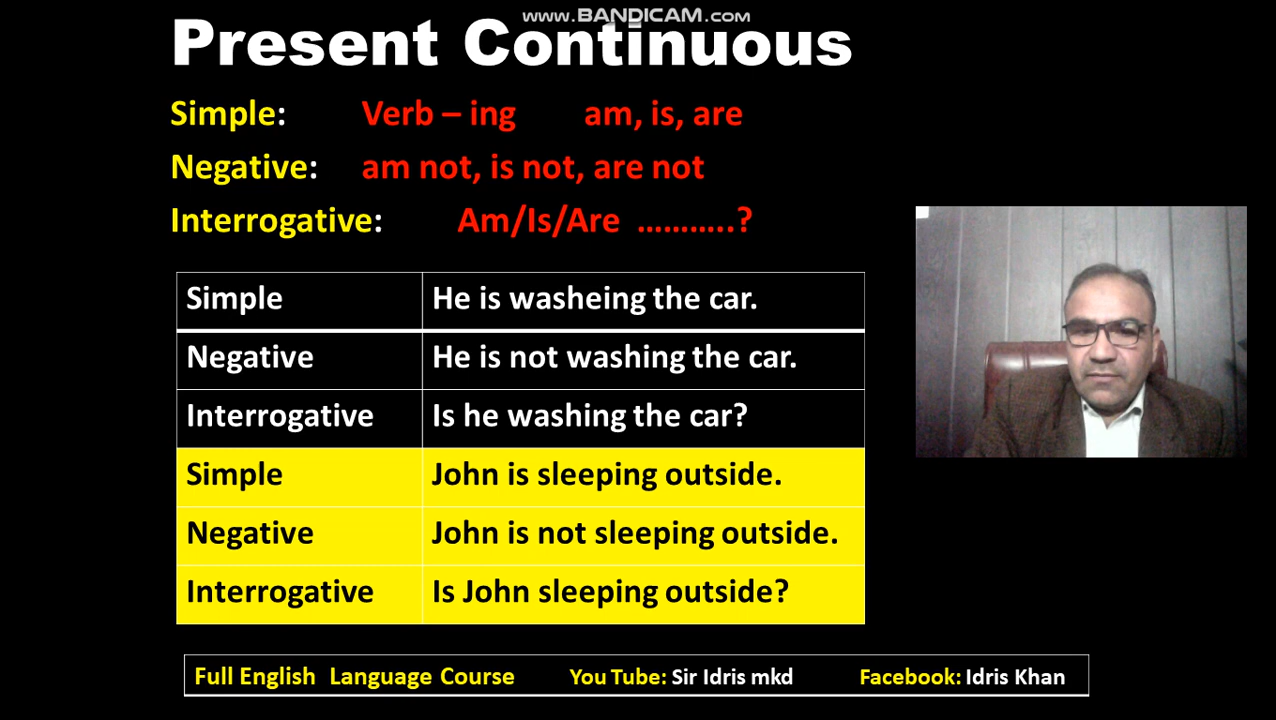 www.BANDICAM.com
Present Continuous
Simple: Verb – ing am, is, are
Negative: am not, is not, are not
Interrogative: Am/Is/Are ………..?
Simple He is washeing the car.
Negative He is not washing the car.
Interrogative Is he washing the car?
Simple John is sleeping outside.
Negative John is not sleeping outside.
Interrogative Is John sleeping outside?
Full English Language Course You Tube: Sir Idris mkd Facebook: Idris Khan